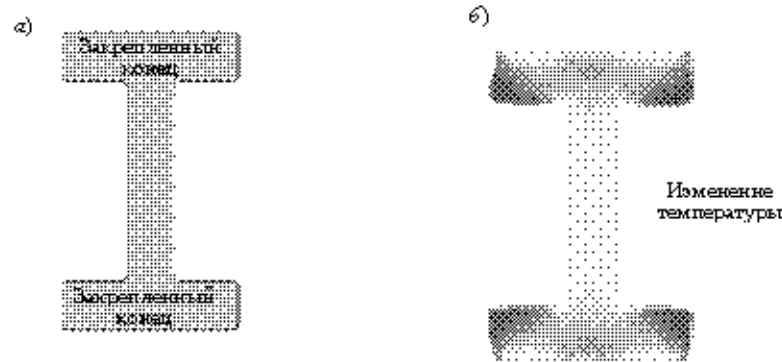 а)
Закрепленный
конец
Закрепленный
конец
б)
Изменение
температуры